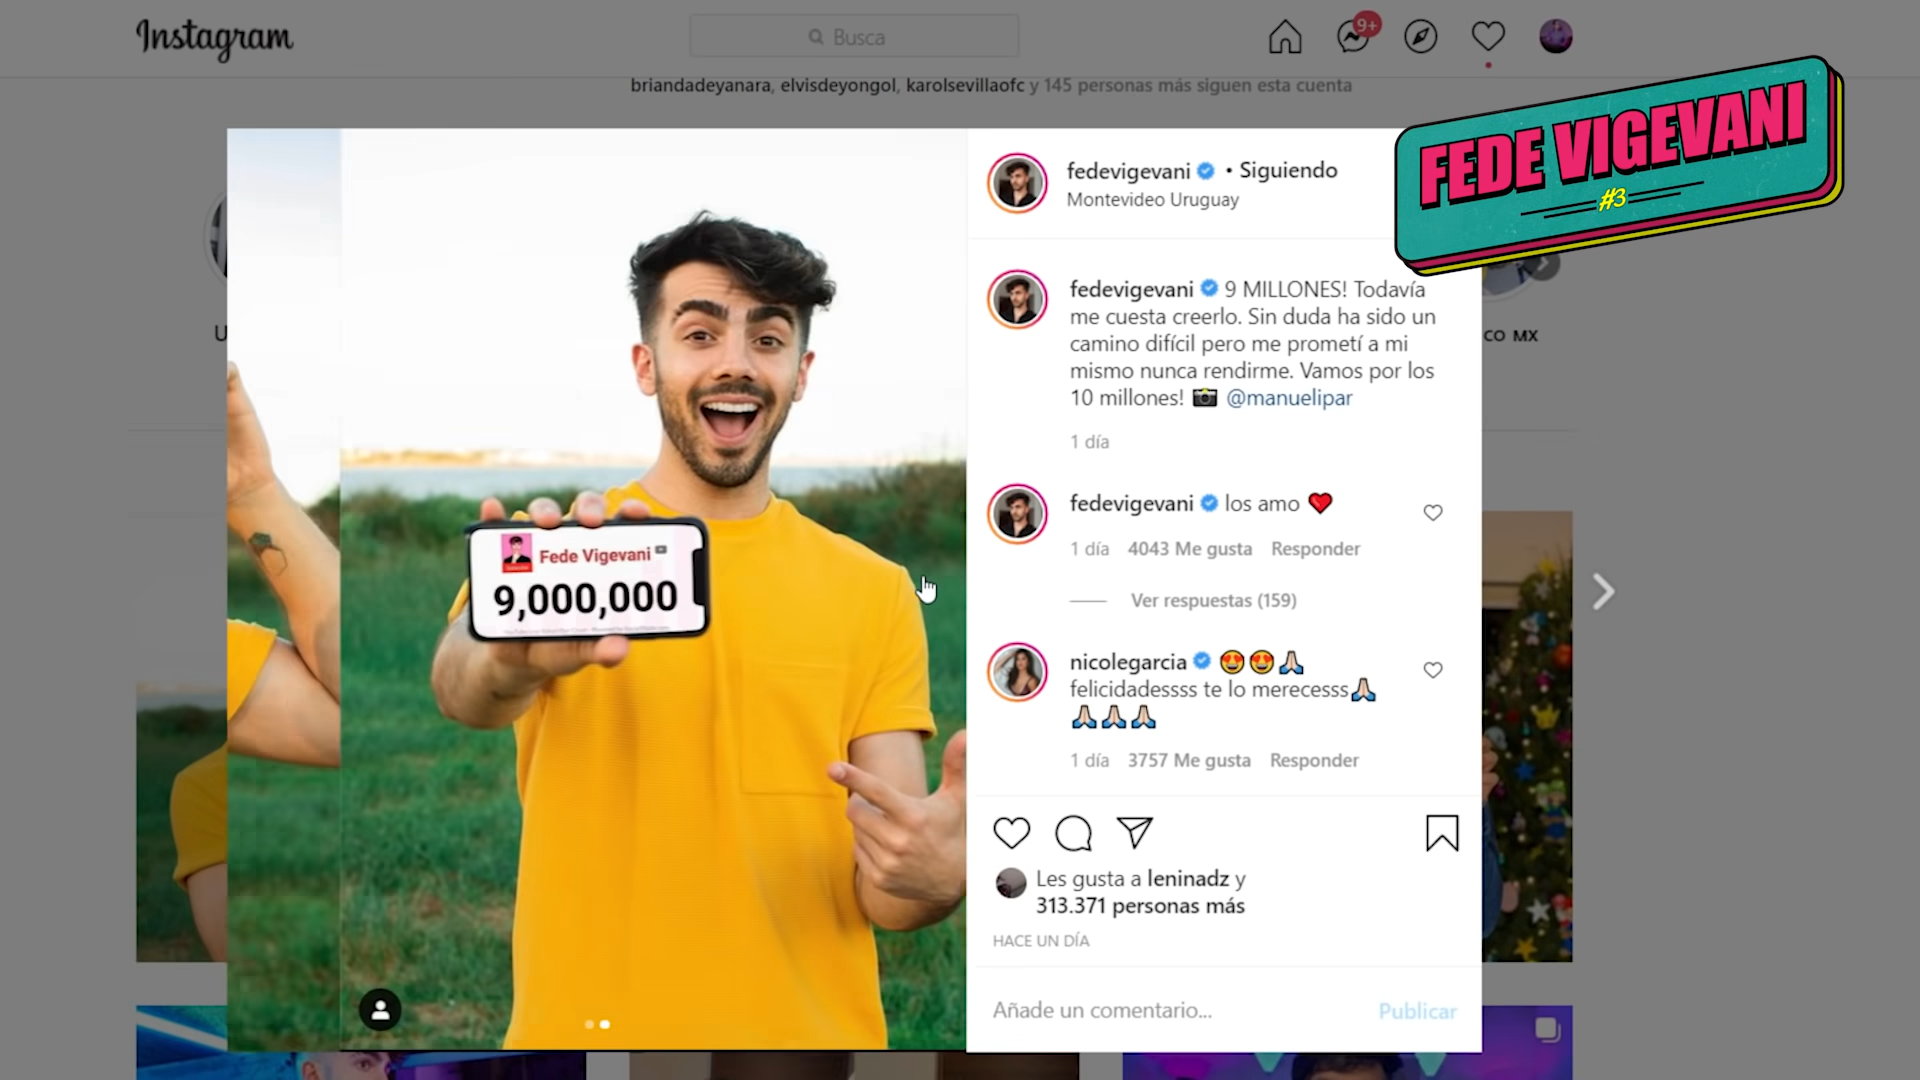 Instagram
Busca
9+
briandadeyanara, elvisdeyongol, karolsevillaofc y 145 personas más siguen esta cuenta
FEDE VIGEVANI
#3
fedevigevani • Siguiendo
Montevideo Uruguay
U
CO MX
fedevigevani 9 MILLONES! Todavía
me cuesta creerlo. Sin duda ha sido un
camino difícil pero me prometí a mi
mismo nunca rendirme. Vamos por los
10 millones! 📷 @manuelipar
1 día
fedevigevani los amo ❤️
1 día 4043 Me gusta Responder
Ver respuestas (159)
Fede Vigevani
9,000,000
nicolegarcia 😍😍🙏🏻
felicidadessss te lo merecesss🙏🏻
🙏🏻🙏🏻🙏🏻
1 día 3757 Me gusta Responder
Les gusta a leninadz y
313.371 personas más
HACE UN DÍA
Añade un comentario... Publicar